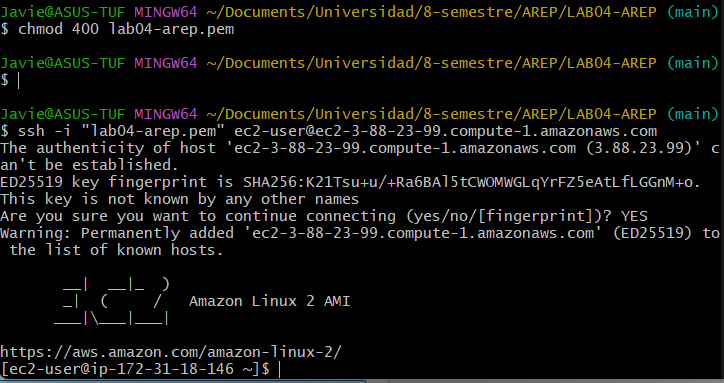 Javie@ASUS-TUF MINGW64 ~/Documents/Universidad/8-semestre/AREP/LAB04-AREP (main)
$ chmod 400 lab04-arep.pem
Javie@ASUS-TUF MINGW64 ~/Documents/Universidad/8-semestre/AREP/LAB04-AREP (main)
$
Javie@ASUS-TUF MINGW64 ~/Documents/Universidad/8-semestre/AREP/LAB04-AREP (main)
$ ssh -i "lab04-arep.pem" ec2-user@ec2-3-88-23-99.compute-1.amazonaws.com
The authenticity of host 'ec2-3-88-23-99.compute-1.amazonaws.com (3.88.23.99)' c
an't be established.
ED25519 key fingerprint is SHA256:K21Tsu+u/+Ra6BAl5tCWOMWGLqYrFZ5eAtLfLGGnM+o.
This key is not known by any other names
Are you sure you want to continue connecting (yes/no/[fingerprint])? YES
Warning: Permanently added 'ec2-3-88-23-99.compute-1.amazonaws.com' (ED25519) to
 the list of known hosts.
       __|  __|_  )
       _|  (     /   Amazon Linux 2 AMI
      ___|\___|___|
https://aws.amazon.com/amazon-linux-2/
[ec2-user@ip-172-31-18-146 ~]$